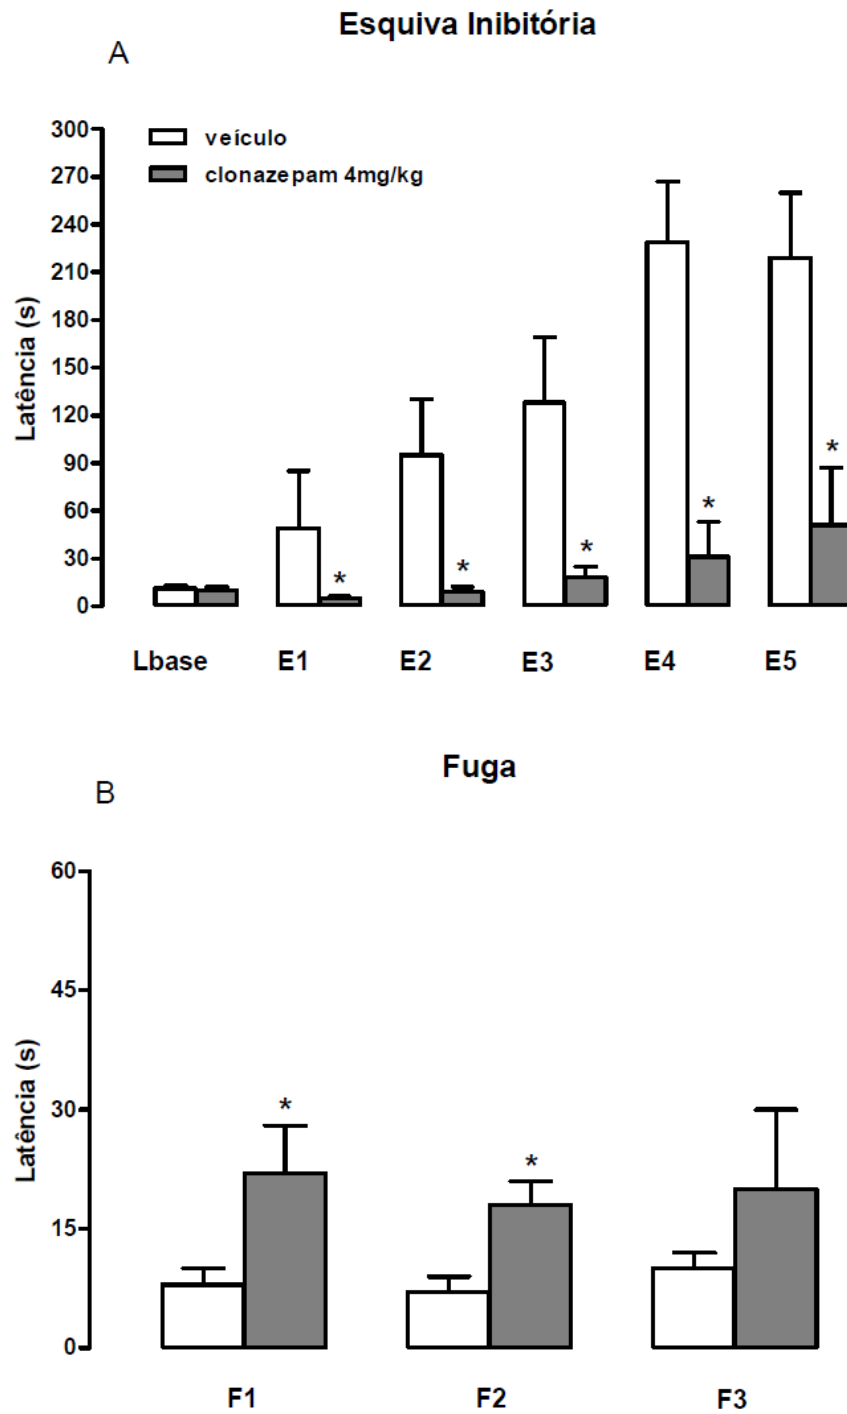 Esquiva Inibitória
A
veículo
clonazepam 4mg/kg
Latência (s)
300
270
240
210
180
150
120
90
60
30
0
* * * * *
Lbase E1 E2 E3 E4 E5
Fuga
B
Latência (s)
60
45
30
15
0
* *
F1 F2 F3